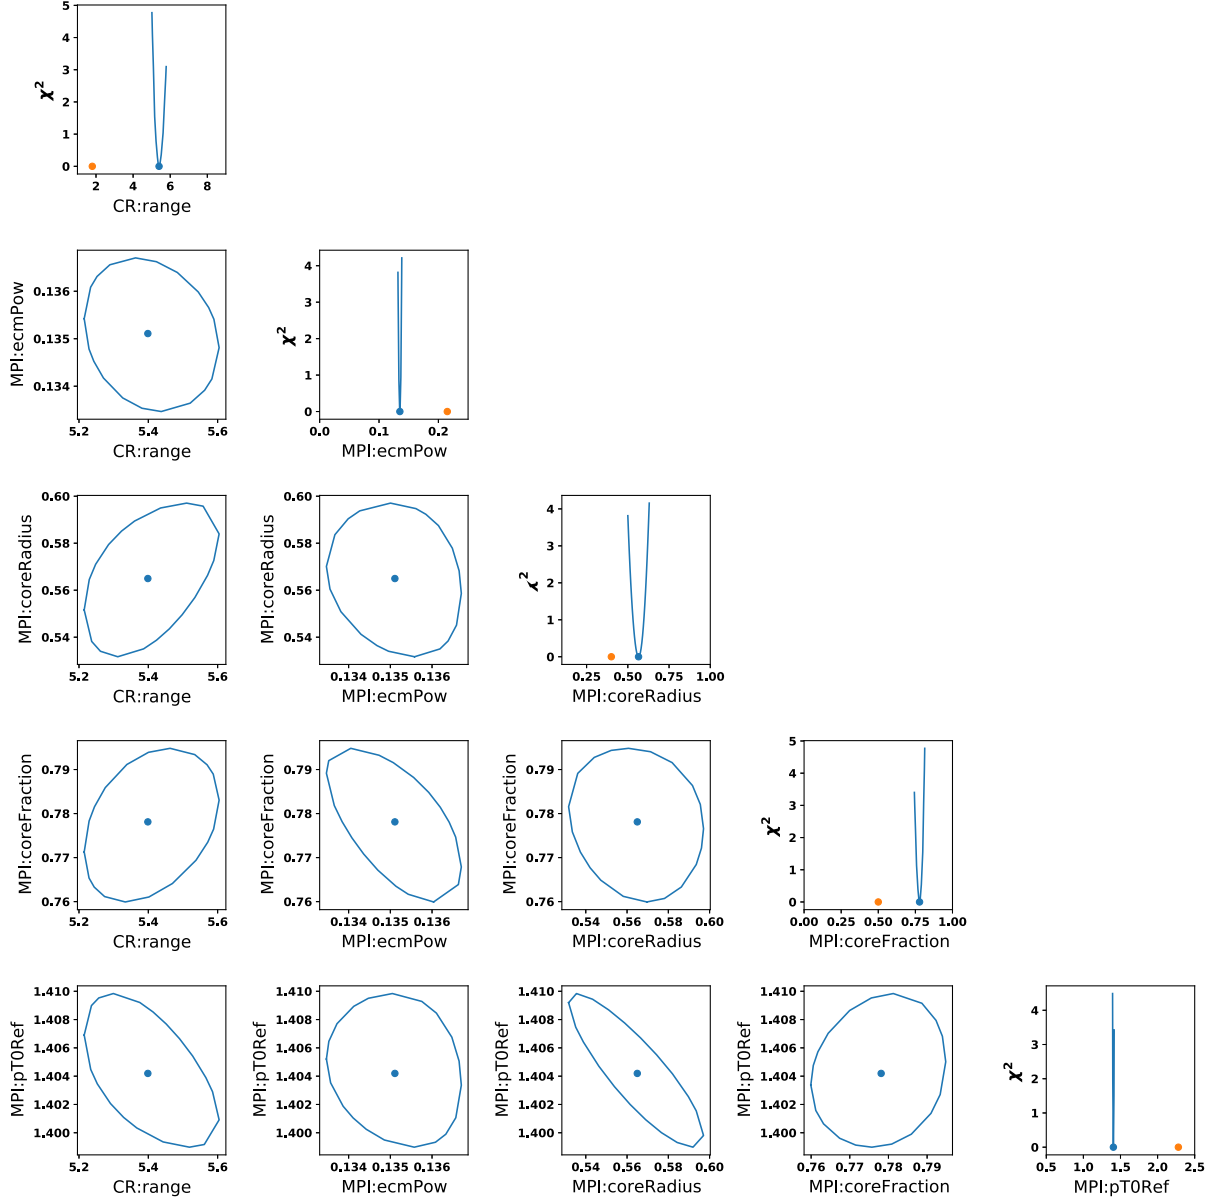 5
4
3
2
1
0
χ²
2 4 6 8
CR:range
0.136
0.135
0.134
MPI:ecmPow
5.2 5.4 5.6
CR:range
4
3
2
1
0
χ²
0.0 0.1 0.2
MPI:ecmPow
0.60
0.58
0.56
0.54
MPI:coreRadius
5.2 5.4 5.6
CR:range
0.60
0.58
0.56
0.54
MPI:coreRadius
0.134 0.135 0.136
MPI:ecmPow
4
3
2
1
0
χ²
0.25 0.50 0.75 1.00
MPI:coreRadius
0.79
0.78
0.77
0.76
MPI:coreFraction
5.2 5.4 5.6
CR:range
0.79
0.78
0.77
0.76
MPI:coreFraction
0.134 0.135 0.136
MPI:ecmPow
0.79
0.78
0.77
0.76
MPI:coreFraction
0.54 0.56 0.58 0.60
MPI:coreRadius
5
4
3
2
1
0
χ²
0.00 0.25 0.50 0.75 1.00
MPI:coreFraction
1.410
1.408
1.406
1.404
1.402
1.400
MPI:pT0Ref
5.2 5.4 5.6
CR:range
1.410
1.408
1.406
1.404
1.402
1.400
MPI:pT0Ref
0.134 0.135 0.136
MPI:ecmPow
1.410
1.408
1.406
1.404
1.402
1.400
MPI:pT0Ref
0.54 0.56 0.58 0.60
MPI:coreRadius
1.410
1.408
1.406
1.404
1.402
1.400
MPI:pT0Ref
0.76 0.77 0.78 0.79
MPI:coreFraction
4
3
2
1
0
χ²
0.5 1.0 1.5 2.0 2.5
MPI:pT0Ref